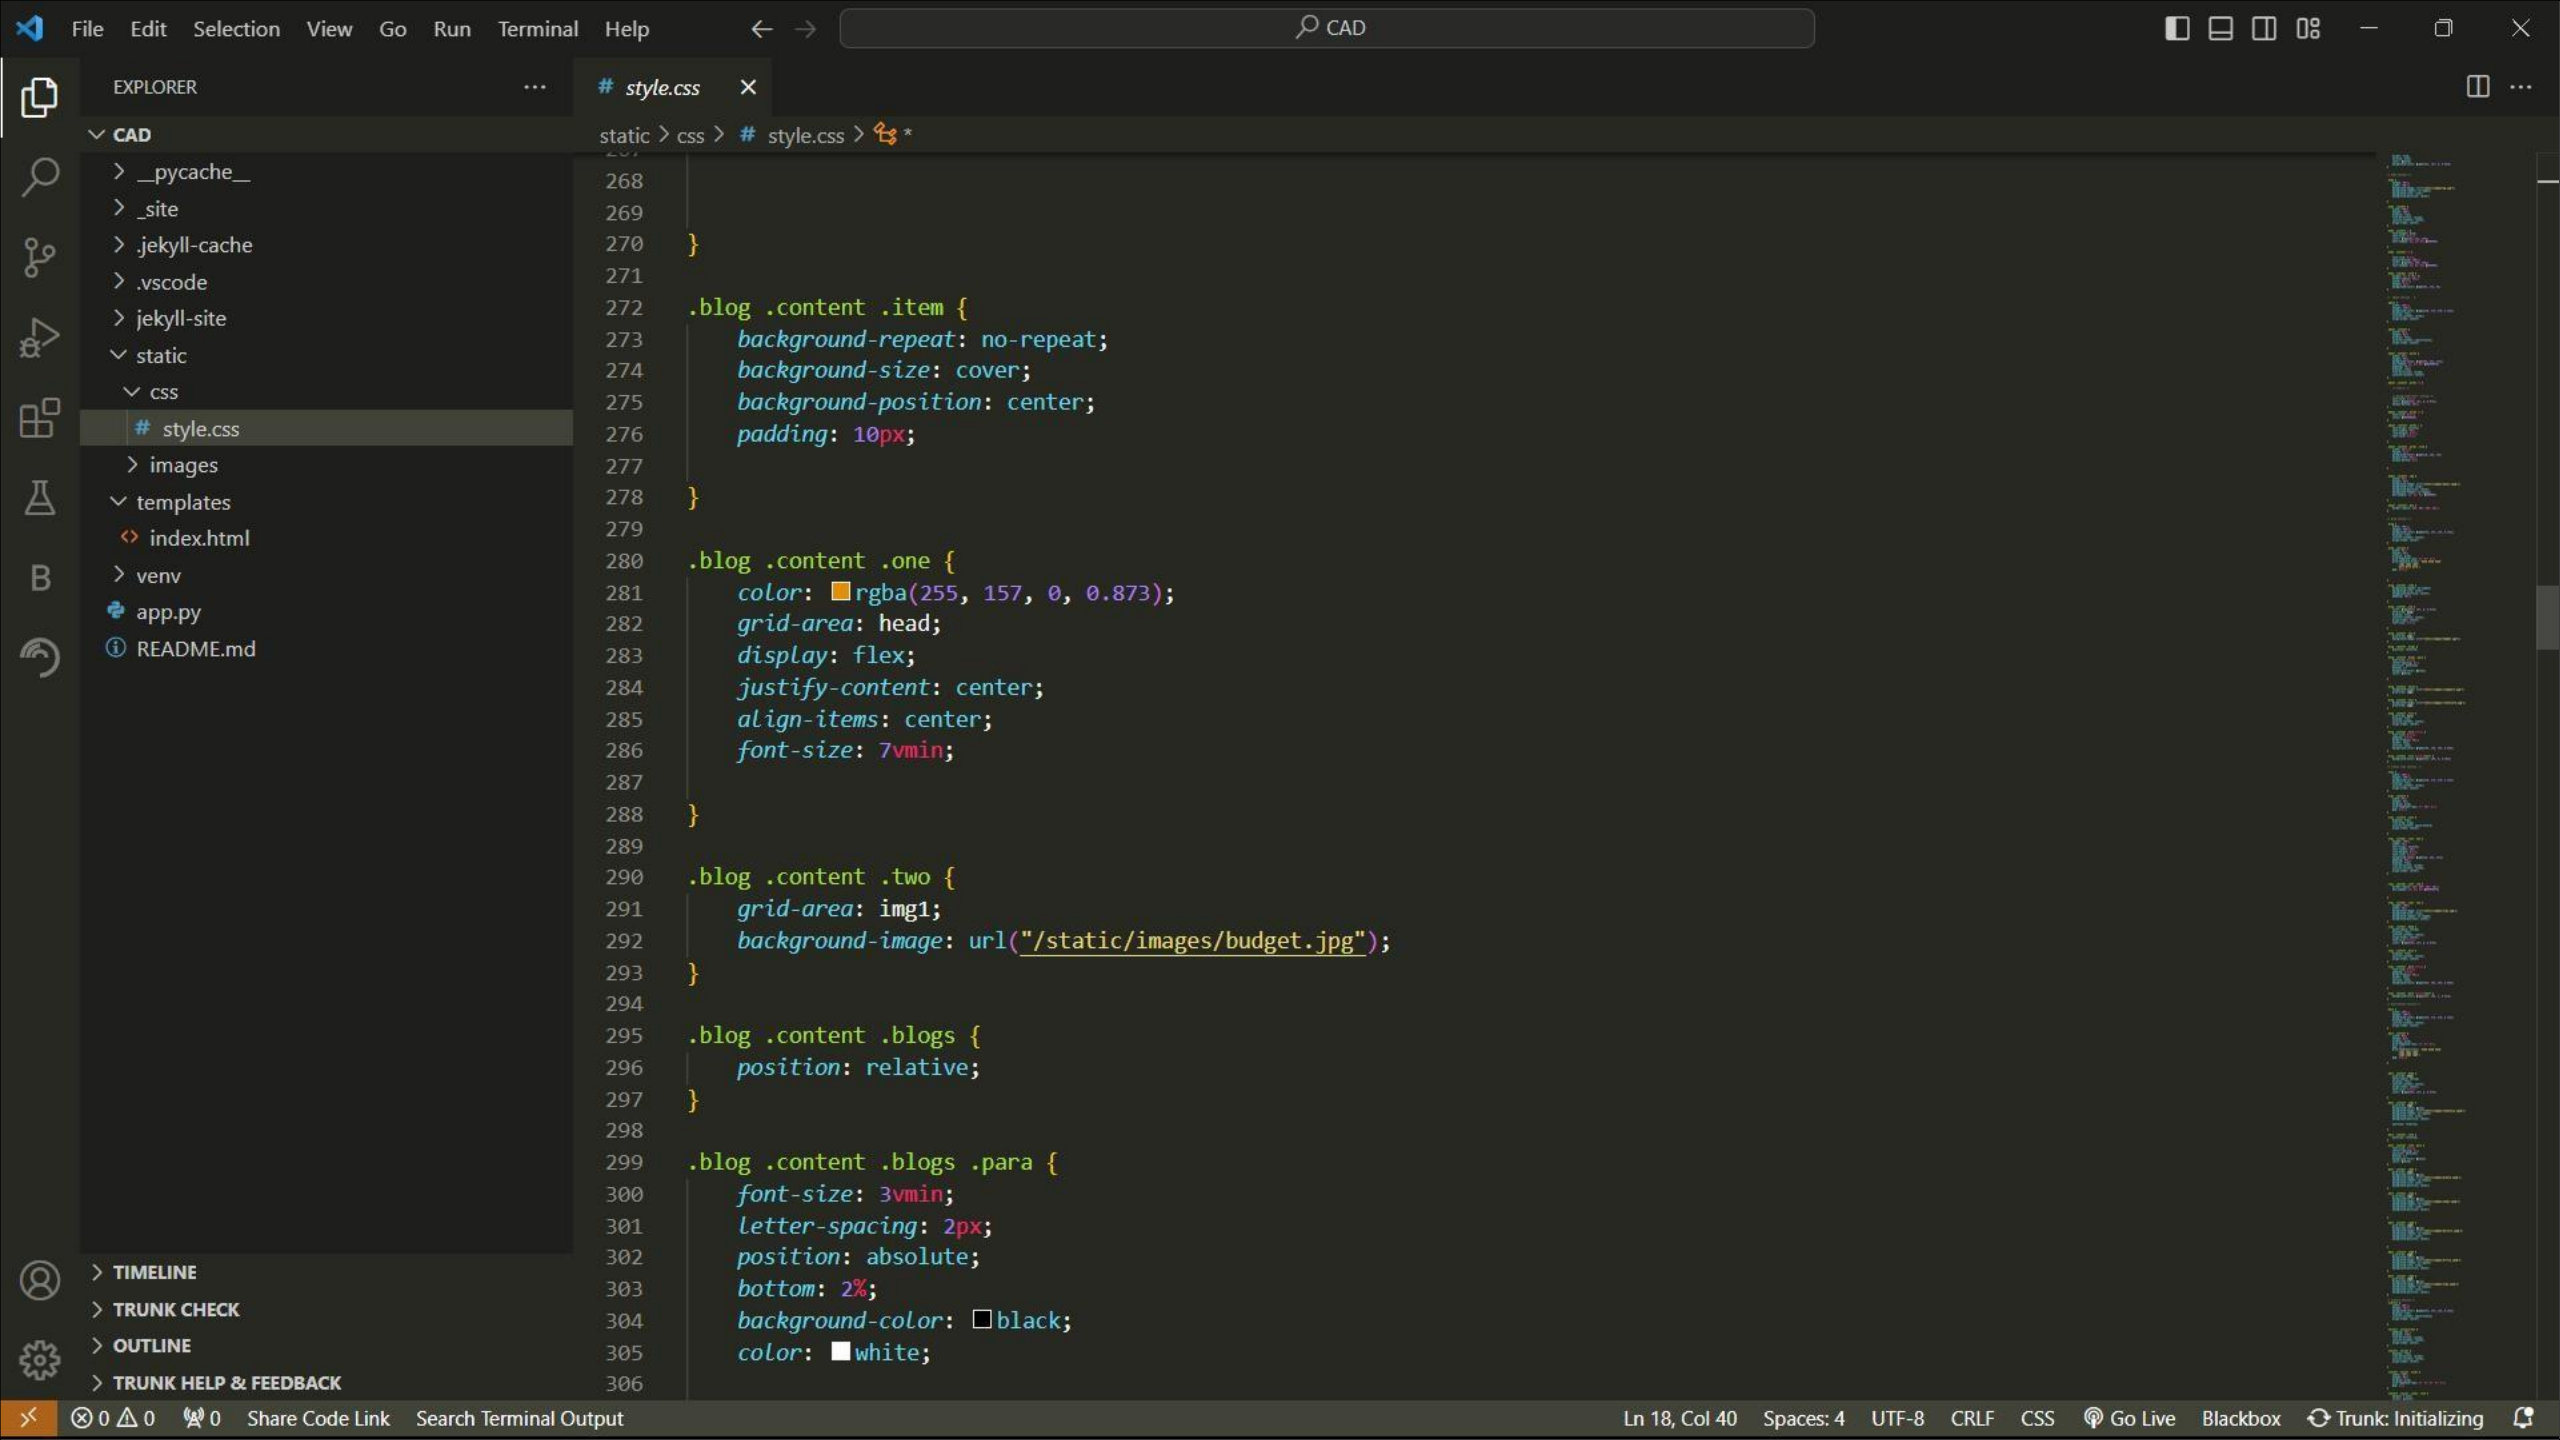 File Edit Selection View Go Run Terminal Help
CAD
EXPLORER
CAD
__pycache__
_site
.jekyll-cache
.vscode
jekyll-site
static
css
# style.css
images
templates
<> index.html
venv
app.py
README.md
TIMELINE
TRUNK CHECK
OUTLINE
TRUNK HELP & FEEDBACK
# style.css
static > css > # style.css > *
268
269
270 }
271
272 .blog .content .item {
273 background-repeat: no-repeat;
274 background-size: cover;
275 background-position: center;
276 padding: 10px;
277
278 }
279
280 .blog .content .one {
281 color: rgba(255, 157, 0, 0.873);
282 grid-area: head;
283 display: flex;
284 justify-content: center;
285 align-items: center;
286 font-size: 7vmin;
287
288 }
289
290 .blog .content .two {
291 grid-area: img1;
292 background-image: url("/static/images/budget.jpg");
293 }
294
295 .blog .content .blogs {
296 position: relative;
297 }
298
299 .blog .content .blogs .para {
300 font-size: 3vmin;
301 letter-spacing: 2px;
302 position: absolute;
303 bottom: 2%;
304 background-color: black;
305 color: white;
306
0 0 0 Share Code Link Search Terminal Output Ln 18, Col 40 Spaces: 4 UTF-8 CRLF CSS Go Live Blackbox Trunk: Initializing